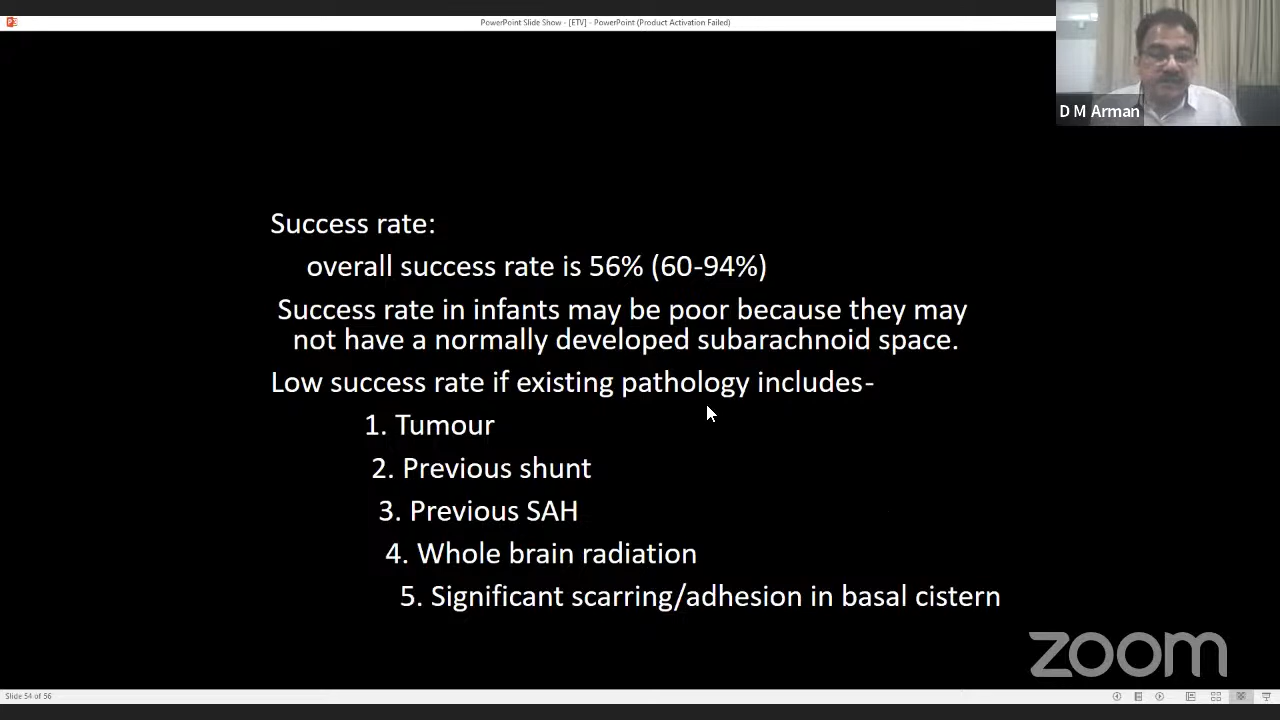 PowerPoint Slide Show - [ETV] - PowerPoint (Product Activation Failed)
D M Arman
Success rate:
overall success rate is 56% (60-94%)
Success rate in infants may be poor because they may
not have a normally developed subarachnoid space.
Low success rate if existing pathology includes-
1. Tumour
2. Previous shunt
3. Previous SAH
4. Whole brain radiation
5. Significant scarring/adhesion in basal cistern
zoom
Slide 54 of 56